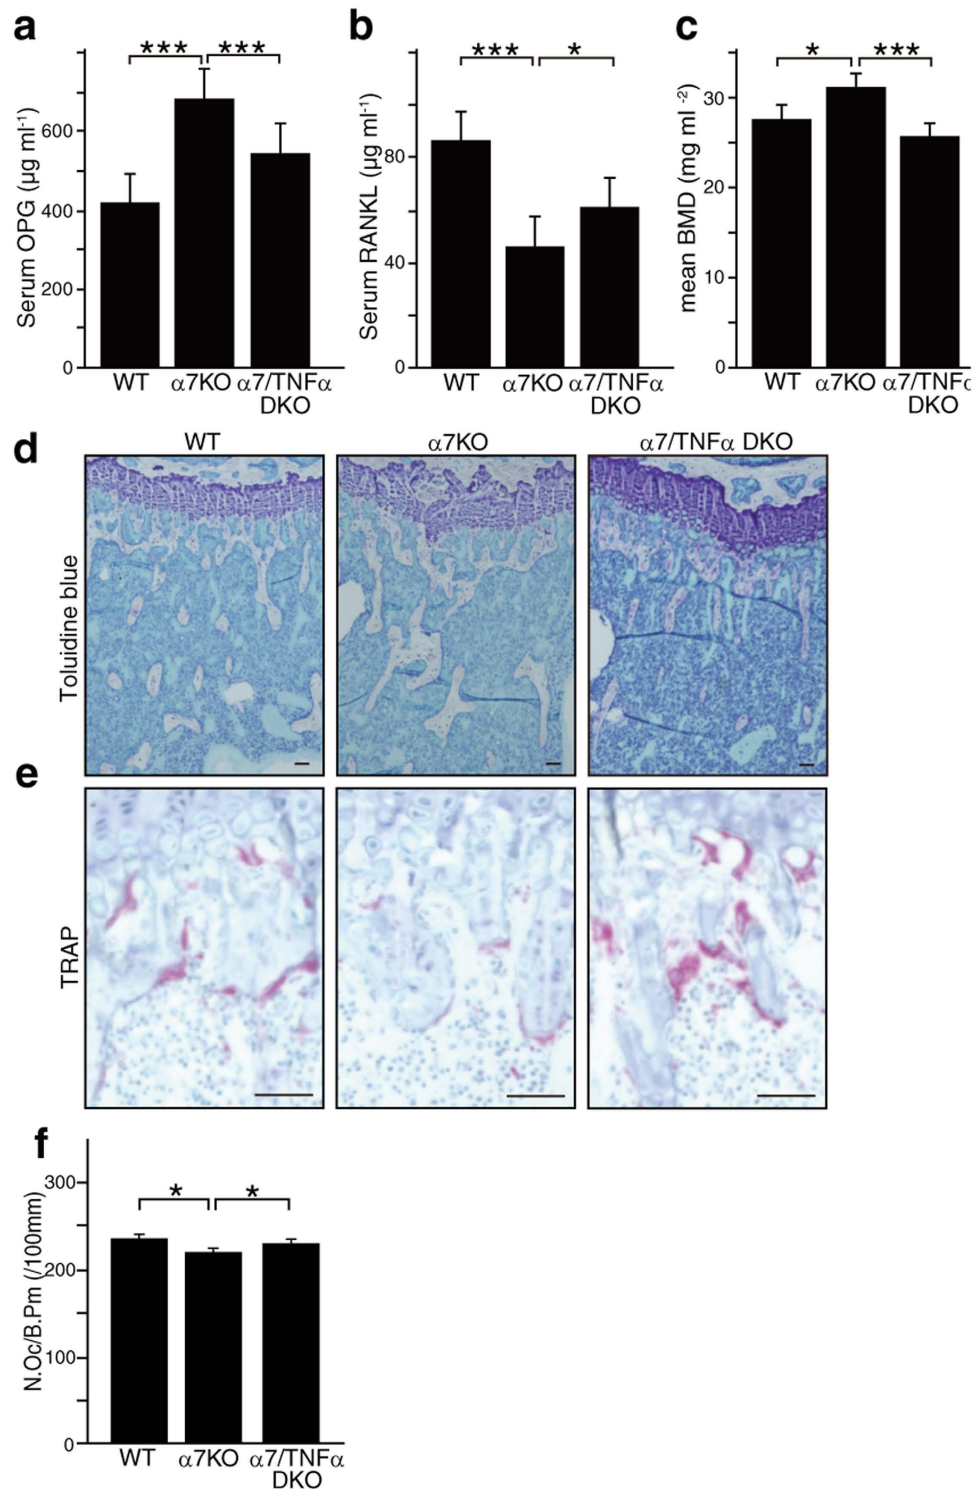 a
***
***
Serum OPG (µg ml-1)
600
400
200
0
WT
α7KO
α7/TNFα
DKO
b
***
*
Serum RANKL (µg ml-1)
80
40
0
WT
α7KO
α7/TNFα
DKO
c
*
***
mean BMD (mg ml -2)
30
20
10
0
WT
α7KO
α7/TNFα
DKO
d
WT
α7KO
α7/TNFα DKO
Toluidine blue
e
TRAP
f
*
*
N.Oc/B.Pm (/100mm)
300
200
100
0
WT
α7KO
α7/TNFα
DKO